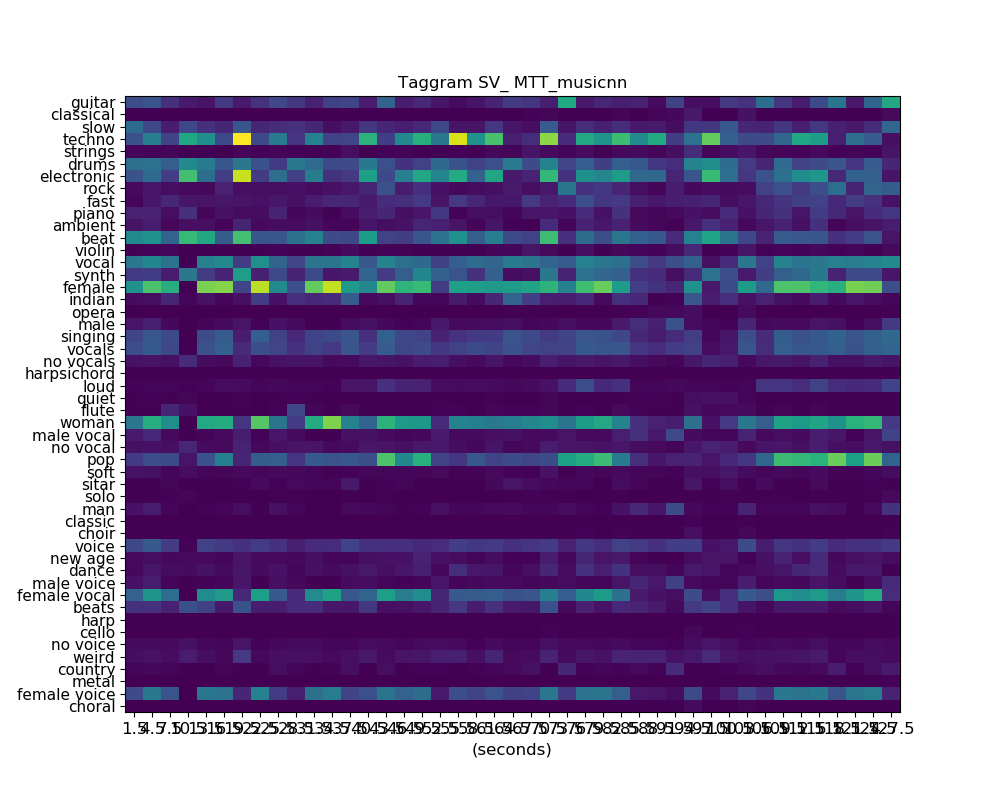 Taggram SV_ MTT_musicnn
guitar
classical
slow
techno
strings
drums
electronic
rock
fast
piano
ambient
beat
violin
vocal
synth
female
indian
opera
male
singing
vocals
no vocals
harpsichord
loud
quiet
flute
woman
male vocal
no vocal
pop
soft
sitar
solo
man
classic
choir
voice
new age
dance
male voice
female vocal
beats
harp
cello
no voice
weird
country
metal
female voice
choral
(seconds)